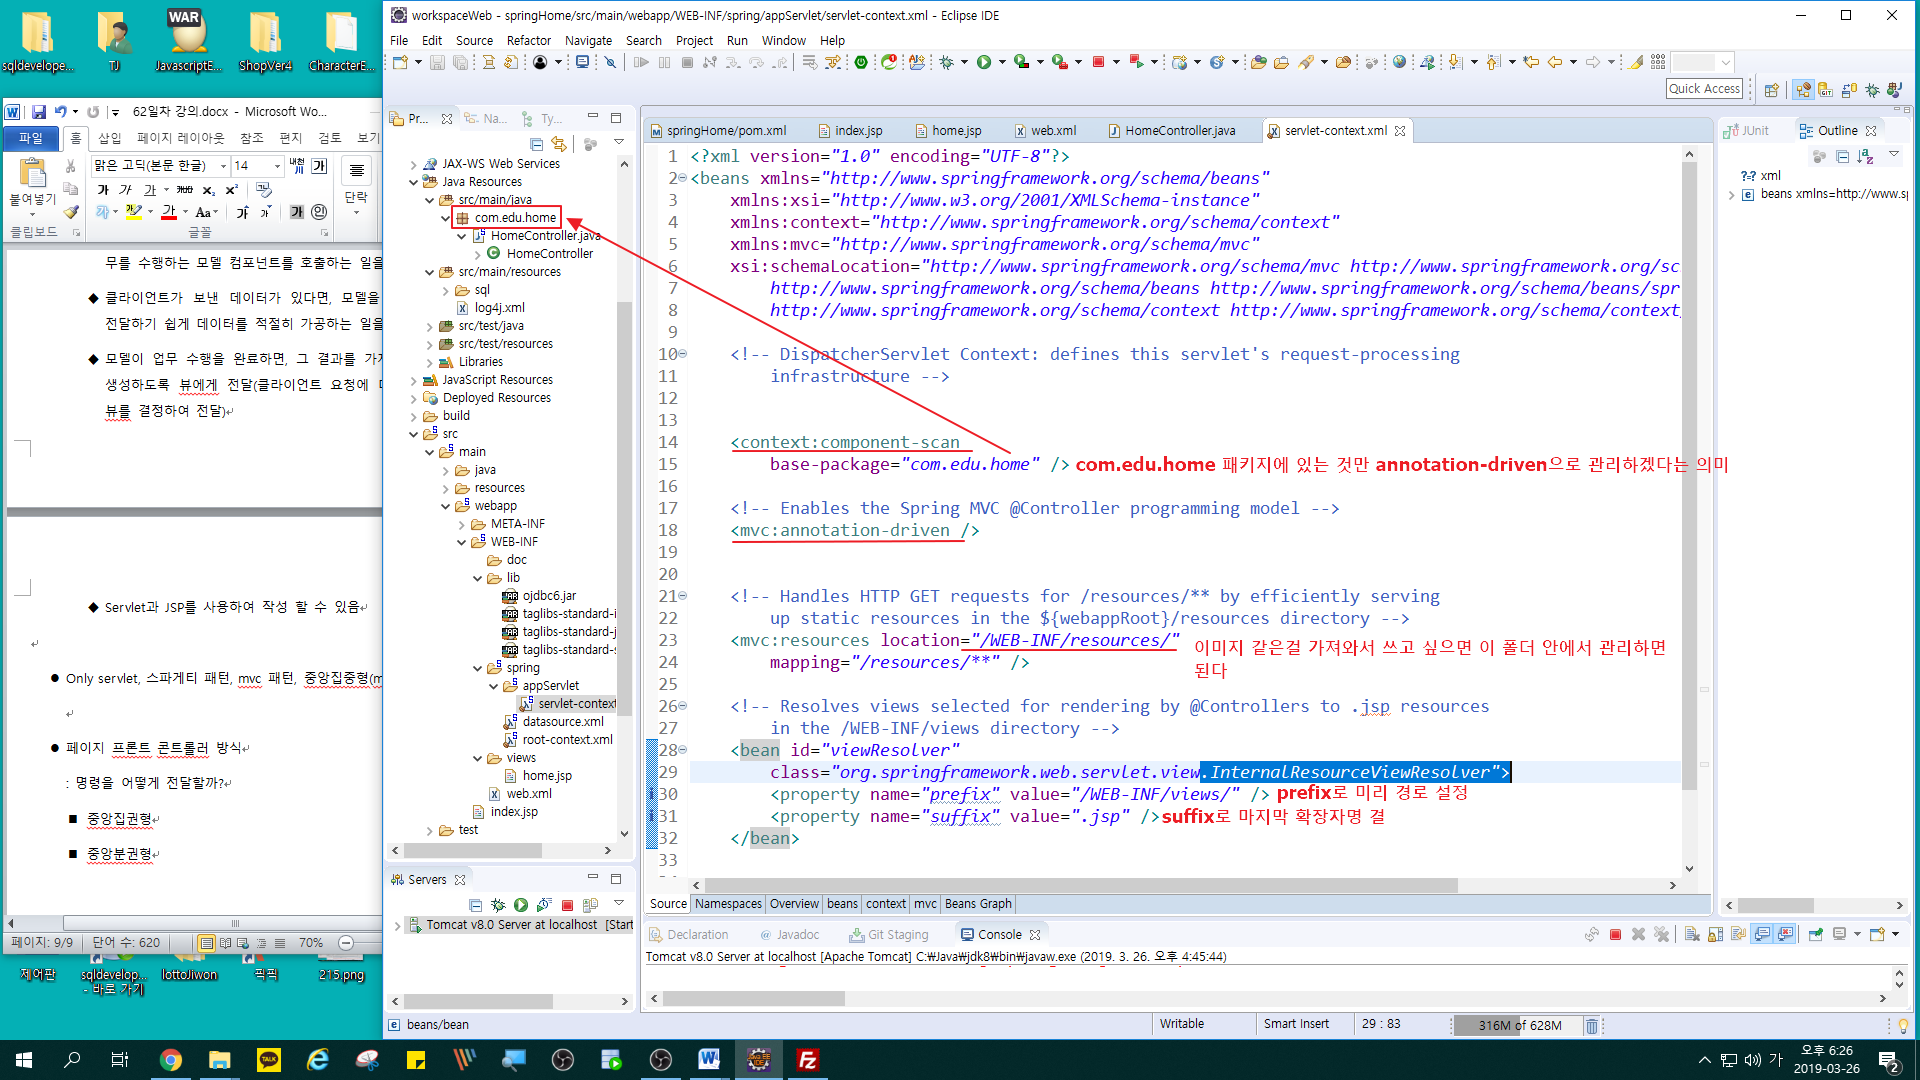 sqldevelope...
TJ
JavascriptE...
ShopVer4
CharacterE...
WAR
62일차 강의.docx - Microsoft Wo...
파일 홈 삽입 페이지 레이아웃 참조 편지 검토 보기
붙여넣기
맑은 고딕(본문 한글) 14
단락
클립보드 글꼴
무를 수행하는 모델 컴포넌트를 호출하는 일을
◆ 클라이언트가 보낸 데이터가 있다면, 모델을
전달하기 쉽게 데이터를 적절히 가공하는 일을
◆ 모델이 업무 수행을 완료하면, 그 결과를 가지
생성하도록 뷰에게 전달(클라이언트 요청에 대
뷰를 결정하여 전달)
◆ Servlet과 JSP를 사용하여 작성 할 수 있음
● Only servlet, 스파게티 패턴, mvc 패턴, 중앙집중형(m
● 페이지 프론트 콘트롤러 방식
: 명령을 어떻게 전달할까?
■ 중앙집권형
■ 중앙분권형
페이지: 9/9 단어 수: 620 70%
제어판
sqldevelop... - 바로 가기
lottoJiwon
픽픽
215.png
workspaceWeb - springHome/src/main/webapp/WEB-INF/spring/appServlet/servlet-context.xml - Eclipse IDE
File Edit Source Refactor Navigate Search Project Run Window Help
Quick Access
Pr... Na... Ty...
JAX-WS Web Services
Java Resources
src/main/java
com.edu.home
HomeController.java
HomeController
src/main/resources
sql
log4j.xml
src/test/java
src/test/resources
Libraries
JavaScript Resources
Deployed Resources
build
src
main
java
resources
webapp
META-INF
WEB-INF
doc
lib
ojdbc6.jar
taglibs-standard-i
taglibs-standard-j
taglibs-standard-s
spring
appServlet
servlet-context
datasource.xml
root-context.xml
views
home.jsp
web.xml
index.jsp
test
Servers
Tomcat v8.0 Server at localhost [Start
springHome/pom.xml index.jsp home.jsp web.xml HomeController.java servlet-context.xml
1 <?xml version="1.0" encoding="UTF-8"?>
2 <beans xmlns="http://www.springframework.org/schema/beans"
3 xmlns:xsi="http://www.w3.org/2001/XMLSchema-instance"
4 xmlns:context="http://www.springframework.org/schema/context"
5 xmlns:mvc="http://www.springframework.org/schema/mvc"
6 xsi:schemaLocation="http://www.springframework.org/schema/mvc http://www.springframework.org/sc
7 http://www.springframework.org/schema/beans http://www.springframework.org/schema/beans/spr
8 http://www.springframework.org/schema/context http://www.springframework.org/schema/context,
9
10 <!-- DispatcherServlet Context: defines this servlet's request-processing
11 infrastructure -->
12
13
14 <context:component-scan
15 base-package="com.edu.home" /> com.edu.home 패키지에 있는 것만 annotation-driven으로 관리하겠다는 의미
16
17 <!-- Enables the Spring MVC @Controller programming model -->
18 <mvc:annotation-driven />
19
20
21 <!-- Handles HTTP GET requests for /resources/** by efficiently serving
22 up static resources in the ${webappRoot}/resources directory -->
23 <mvc:resources location="/WEB-INF/resources/" 이미지 같은걸 가져와서 쓰고 싶으면 이 폴더 안에서 관리하면
24 mapping="/resources/**" /> 된다
25
26 <!-- Resolves views selected for rendering by @Controllers to .jsp resources
27 in the /WEB-INF/views directory -->
28 <bean id="viewResolver"
29 class="org.springframework.web.servlet.view.InternalResourceViewResolver">
30 <property name="prefix" value="/WEB-INF/views/" /> prefix로 미리 경로 설정
31 <property name="suffix" value=".jsp" />suffix로 마지막 확장자명 결
32 </bean>
33
Source Namespaces Overview beans context mvc Beans Graph
JUnit Outline
?-? xml
beans xmlns=http://www.sp
Declaration Javadoc Git Staging Console
Tomcat v8.0 Server at localhost [Apache Tomcat] C:\Java\jdk8\bin\javaw.exe (2019. 3. 26. 오후 4:45:44)
beans/bean Writable Smart Insert 29 : 83 316M of 628M
TALK
가
오후 6:26
2019-03-26
2